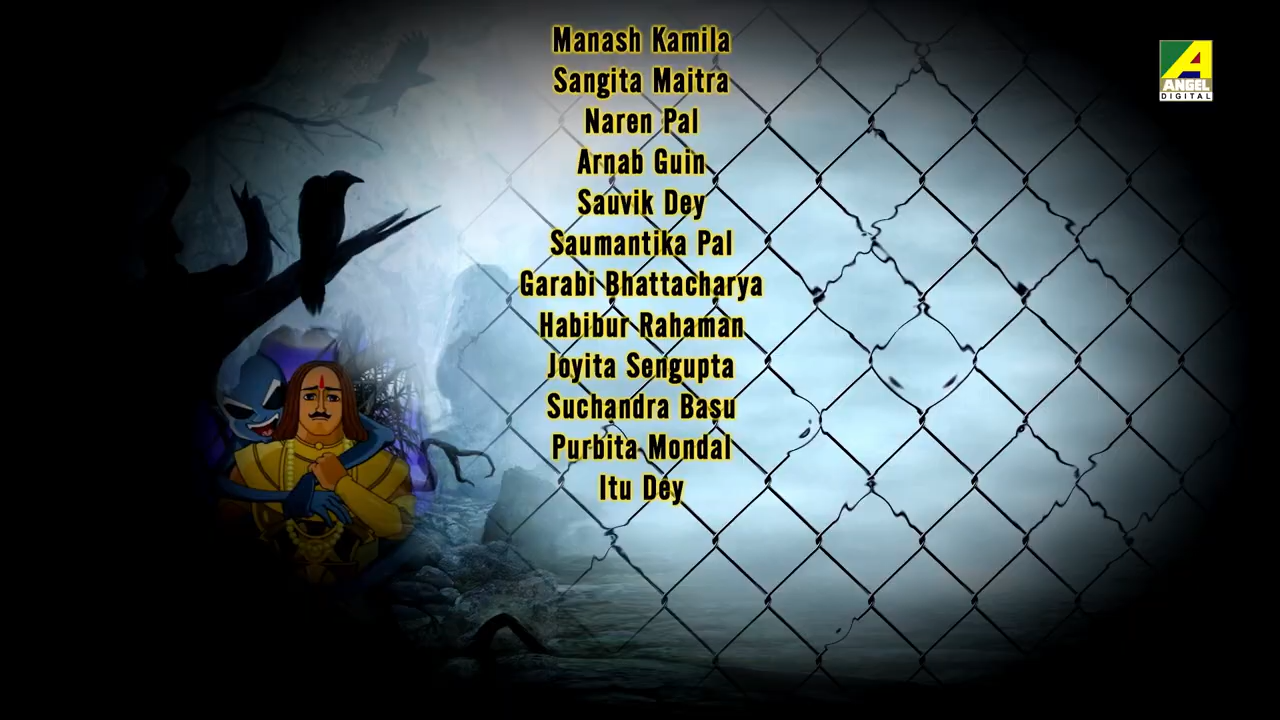 Manash Kamila
Sangita Maitra
Naren Pal
Arnab Guin
Sauvik Dey
Saumantika Pal
Garabi Bhattacharya
Habibur Rahaman
Joyita Sengupta
Suchandra Basu
Purbita Mondal
Itu Dey
A
ANGEL
DIGITAL